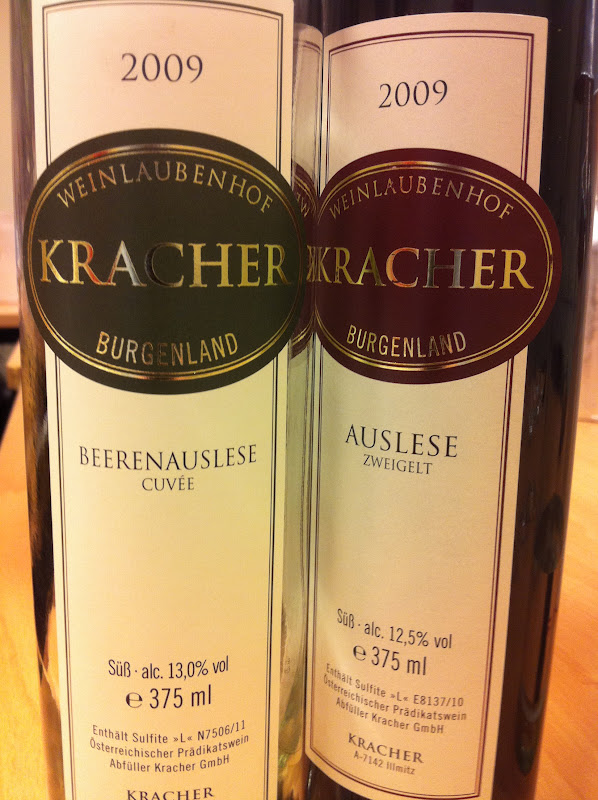 2009
WEINLAUBENHOF
KRACHER
BURGENLAND
BEERENAUSLESE
CUVÉE
Süß · alc. 13,0% vol
℮ 375 ml
Enthält Sulfite »L« N7506/11
Österreichischer Prädikatswein
Abfüller Kracher GmbH
KRACHER
2009
WEINLAUBENHOF
KRACHER
BURGENLAND
AUSLESE
ZWEIGELT
Süß · alc. 12,5% vol
℮ 375 ml
Enthält Sulfite »L« E8137/10
Österreichischer Prädikatswein
Abfüller Kracher GmbH
KRACHER
A-7142 Illmitz